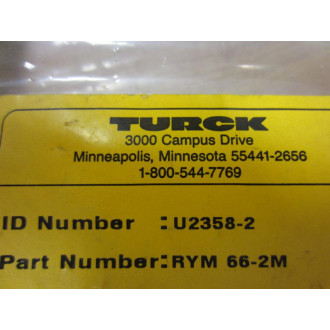 TURCK
3000 Campus Drive
Minneapolis, Minnesota 55441-2656
1-800-544-7769
ID Number : U2358-2
Part Number: RYM 66-2M